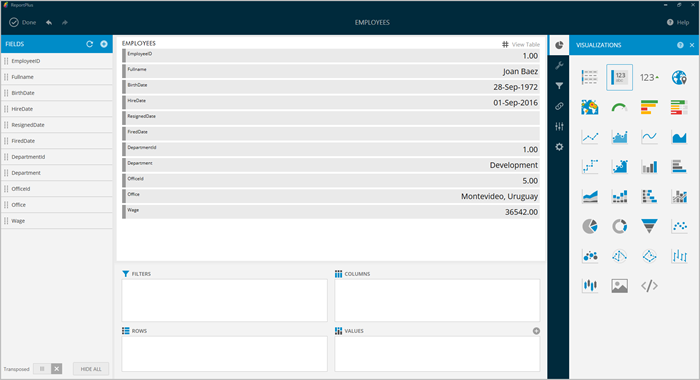 ReportPlus
Done
EMPLOYEES
Help
FIELDS
EmployeeID
Fullname
BirthDate
HireDate
ResignedDate
FiredDate
DepartmentId
Department
OfficeId
Office
Wage
Transposed
HIDE ALL
EMPLOYEES
View Table
EmployeeID
1.00
Fullname
Joan Baez
BirthDate
28-Sep-1972
HireDate
01-Sep-2016
ResignedDate
FiredDate
DepartmentId
1.00
Department
Development
OfficeId
5.00
Office
Montevideo, Uruguay
Wage
36542.00
FILTERS
COLUMNS
ROWS
VALUES
VISUALIZATIONS
123
123